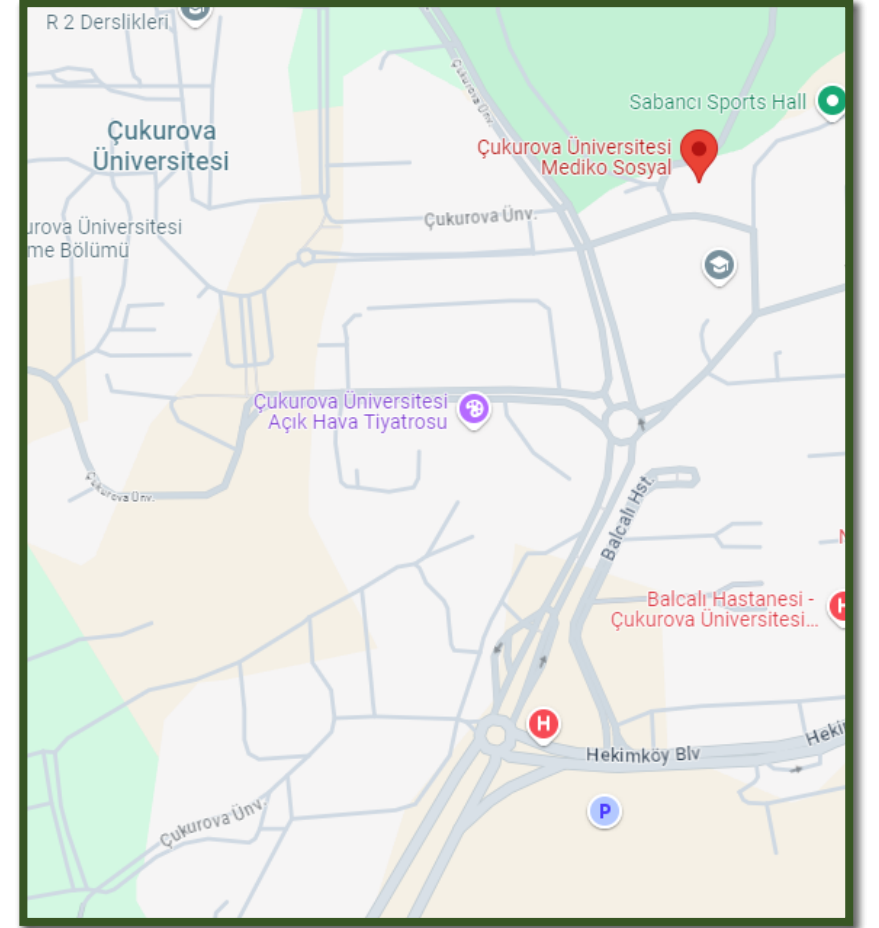 R 2 Derslikleri
Çukurova Ünv.
Sabancı Sports Hall
Çukurova
Üniversitesi
Çukurova Üniversitesi
Mediko Sosyal
Çukurova Ünv.
urova Üniversitesi
me Bölümü
Çukurova Üniversitesi
Açık Hava Tiyatrosu
Çukurova Ünv.
Balcalı Hst.
Balcalı Hastanesi -
Çukurova Üniversitesi...
H
H
Hekimköy Blv
Heki
P
Çukurova Ünv.